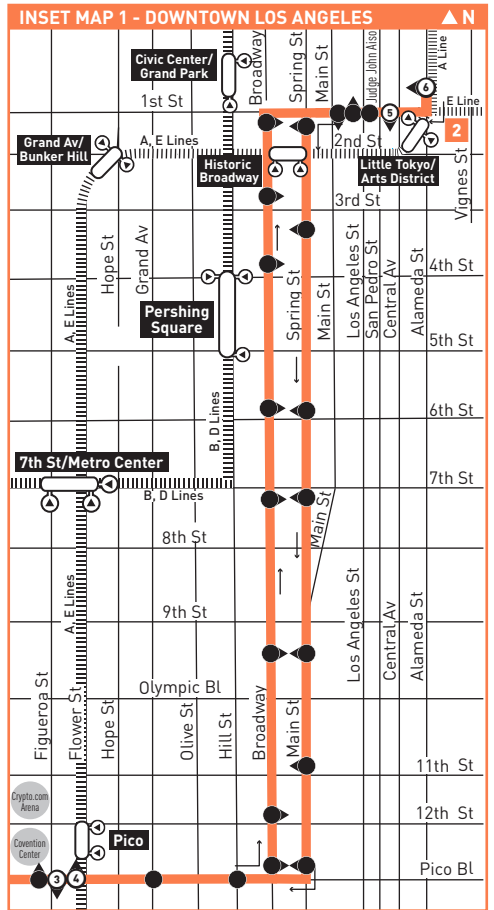 INSET MAP 1 - DOWNTOWN LOS ANGELES
N
Civic Center/
Grand Park
Broadway
Spring St
Main St
Judge John Aiso
A Line
6
1st St
5
E Line
2
Grand Av/
Bunker Hill
A, E Lines
Historic
Broadway
2nd St
Little Tokyo/
Arts District
Vignes St
3rd St
Hope St
Grand Av
Spring St
Main St
Los Angeles St
San Pedro St
Central Av
Alameda St
4th St
A, E Lines
Pershing
Square
5th St
B, D Lines
6th St
7th St/Metro Center
7th St
B, D Lines
Main St
8th St
A, E Lines
9th St
Los Angeles St
Central Av
Alameda St
Olympic Bl
Figueroa St
Flower St
Hope St
Olive St
Hill St
Broadway
Main St
11th St
Crypto.com
Arena
12th St
Covention
Center
Pico
Pico Bl
3
4